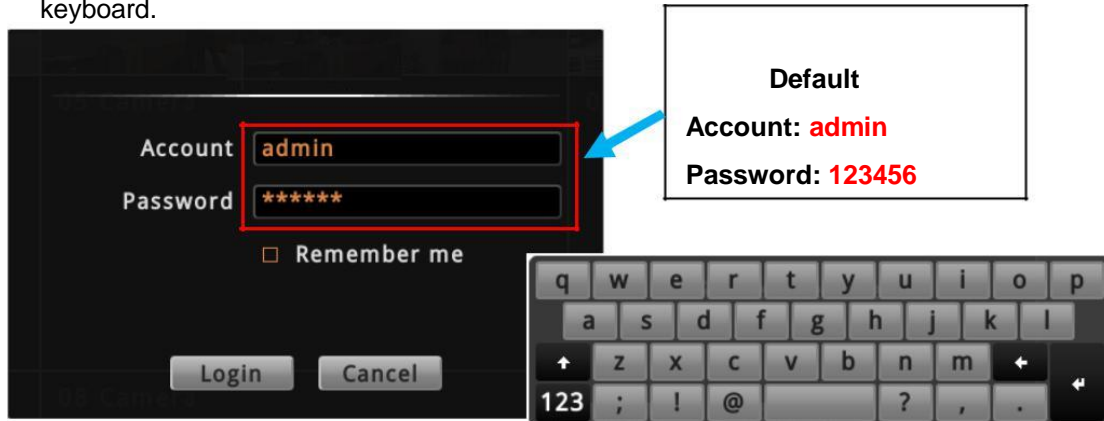 keyboard.
Default
Account: admin
Password: 123456
Account admin
Password ******
Remember me
Login Cancel
q w e r t y u i o p
a s d f g h j k l
z x c v b n m
123 ; ! @ ? , .